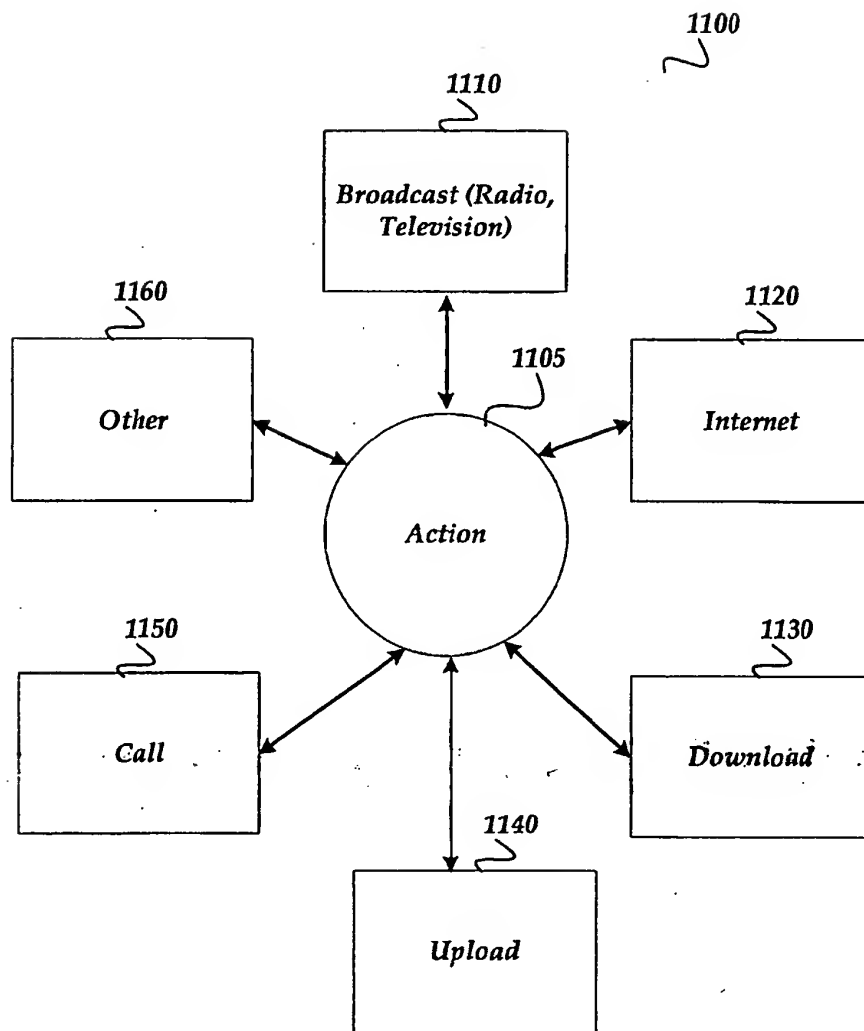 1100
1110
Broadcast (Radio,
Television)
1160
1120
1105
Other
Internet
Action
1150
1130
Call
Download
1140
Upload